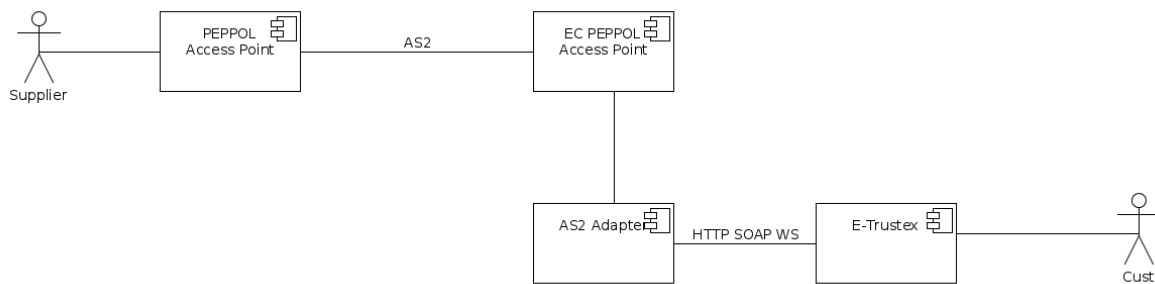 PEPPOL
Access Point
AS2
EC PEPPOL
Access Point
Supplier
AS2 Adapter
HTTP SOAP WS
E-Trustex
Cust